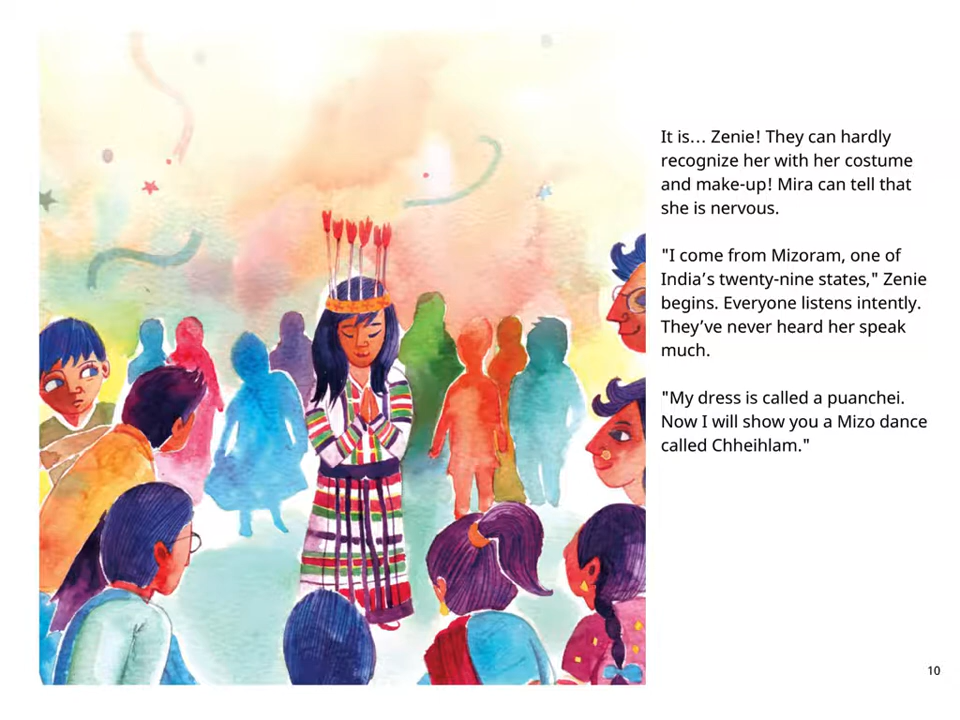 It is... Zenie! They can hardly
recognize her with her costume
and make-up! Mira can tell that
she is nervous.
"I come from Mizoram, one of
India’s twenty-nine states," Zenie
begins. Everyone listens intently.
They’ve never heard her speak
much.
"My dress is called a puanchei.
Now I will show you a Mizo dance
called Chheihlam."
10